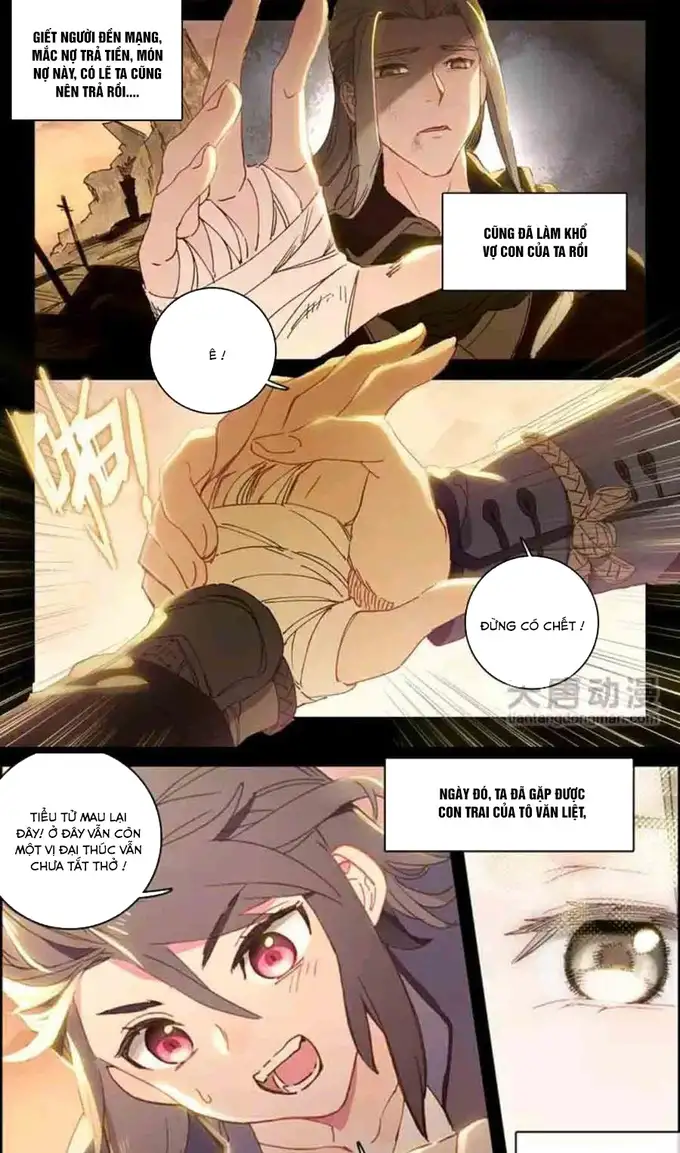 GIẾT NGƯỜI ĐỀN MẠNG,
MẮC NỢ TRẢ TIỀN, MÓN
NỢ NÀY, CÓ LẼ TA CŨNG
NÊN TRẢ RỒI....
CŨNG ĐÃ LÀM KHỔ
VỢ CON CỦA TA RỒI
Ê !
啪
ĐỪNG CÓ CHẾT !
大唐动漫
tiantangdongman.com
NGÀY ĐÓ, TA ĐÃ GẶP ĐƯỢC
CON TRAI CỦA TÔ VĂN LIỆT,
TIỂU TỬ MAU LẠI
ĐÂY! Ở ĐÂY VẪN CÒN
MỘT VỊ ĐẠI THÚC VẪN
CHƯA TẮT THỞ !